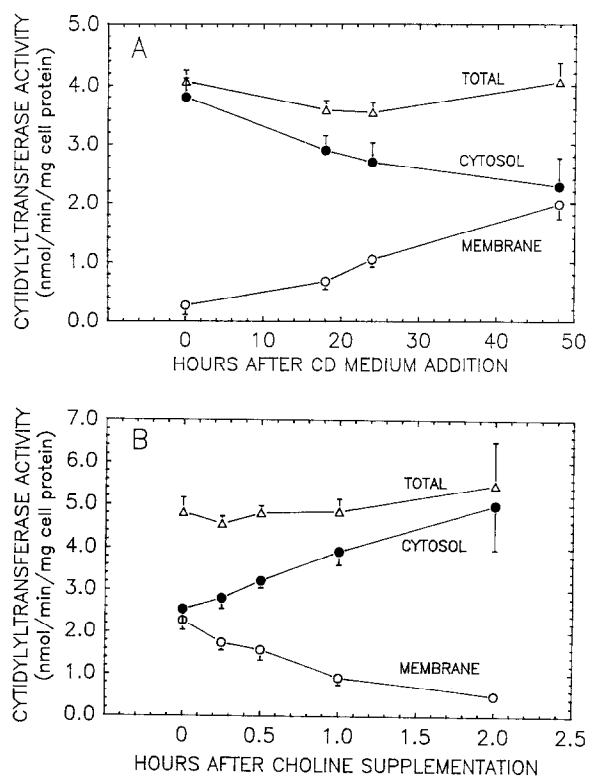 A
CYTIDYLYLTRANSFERASE ACTIVITY
(nmol/min/mg cell protein)
5.0
4.0
3.0
2.0
1.0
0.0
TOTAL
CYTOSOL
MEMBRANE
0 10 20 30 40 50
HOURS AFTER CD MEDIUM ADDITION
B
CYTIDYLYLTRANSFERASE ACTIVITY
(nmol/min/mg cell protein)
7.0
6.0
5.0
4.0
3.0
2.0
1.0
0.0
TOTAL
CYTOSOL
MEMBRANE
0 0.5 1.0 1.5 2.0 2.5
HOURS AFTER CHOLINE SUPPLEMENTATION